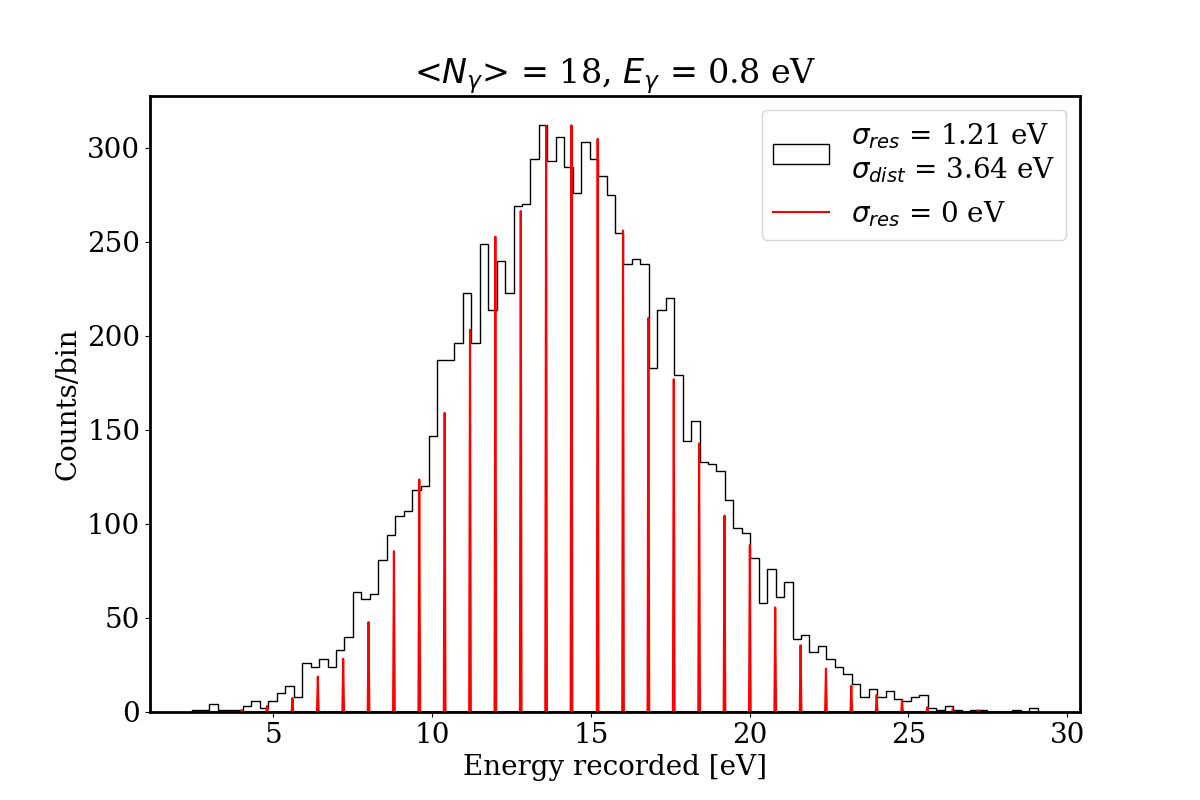 <Nγ> = 18, Eγ = 0.8 eV
σres = 1.21 eV
σdist = 3.64 eV
σres = 0 eV
300
250
200
150
100
50
0
Counts/bin
5 10 15 20 25 30
Energy recorded [eV]